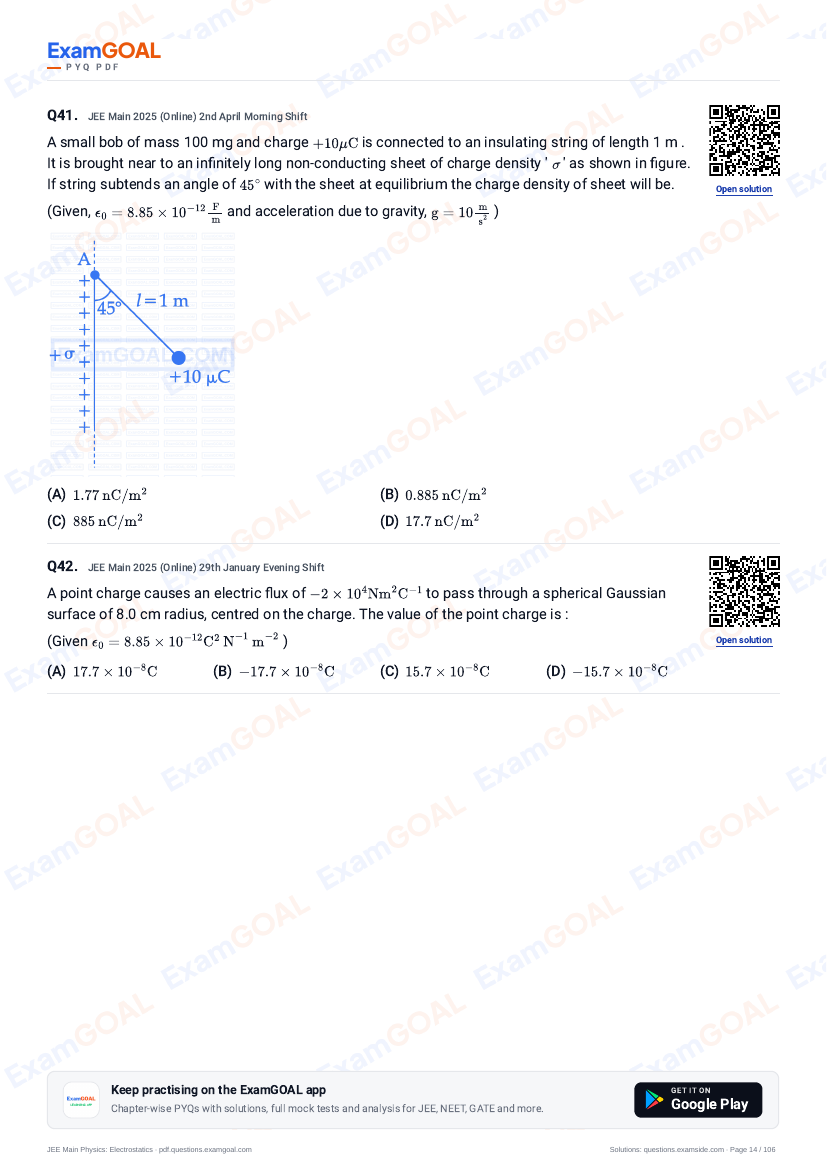 ExamGOAL
PYQ PDF
Q41. JEE Main 2025 (Online) 2nd April Morning Shift
A small bob of mass 100 mg and charge +10μC is connected to an insulating string of length 1 m .
It is brought near to an infinitely long non-conducting sheet of charge density ' σ ' as shown in figure.
If string subtends an angle of 45° with the sheet at equilibrium the charge density of sheet will be.
(Given, ϵ₀ = 8.85 × 10⁻¹² F/m and acceleration due to gravity, g = 10 m/s² )
Open solution
A
45°
l=1 m
+σ
+10 μC
(A) 1.77 nC/m²
(B) 0.885 nC/m²
(C) 885 nC/m²
(D) 17.7 nC/m²
Q42. JEE Main 2025 (Online) 29th January Evening Shift
A point charge causes an electric flux of −2 × 10⁴Nm²C⁻¹ to pass through a spherical Gaussian
surface of 8.0 cm radius, centred on the charge. The value of the point charge is :
(Given ϵ₀ = 8.85 × 10⁻¹²C² N⁻¹ m⁻² )
Open solution
(A) 17.7 × 10⁻⁸C (B) −17.7 × 10⁻⁸C (C) 15.7 × 10⁻⁸C (D) −15.7 × 10⁻⁸C
ExamGOAL
Keep practising on the ExamGOAL app
Chapter-wise PYQs with solutions, full mock tests and analysis for JEE, NEET, GATE and more.
GET IT ON
Google Play
JEE Main Physics: Electrostatics · pdf.questions.examgoal.com
Solutions: questions.examside.com · Page 14 / 106